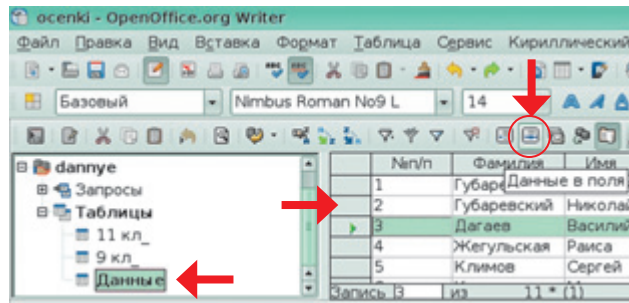 ocenki - OpenOffice.org Writer
Файл Правка Вид Вставка Формат Таблица Сервис Кириллический
Базовый Nimbus Roman No9 L 14
dannye
Запросы
Таблицы
11 кл_
9 кл_
Данные
№п/п Фамилия Имя
Данные в поля
1
2 Губаревский Николай
3 Дагаев Василий
4 Жегульская Раиса
5 Климов Сергей
Запись 3 из 11 * (1)